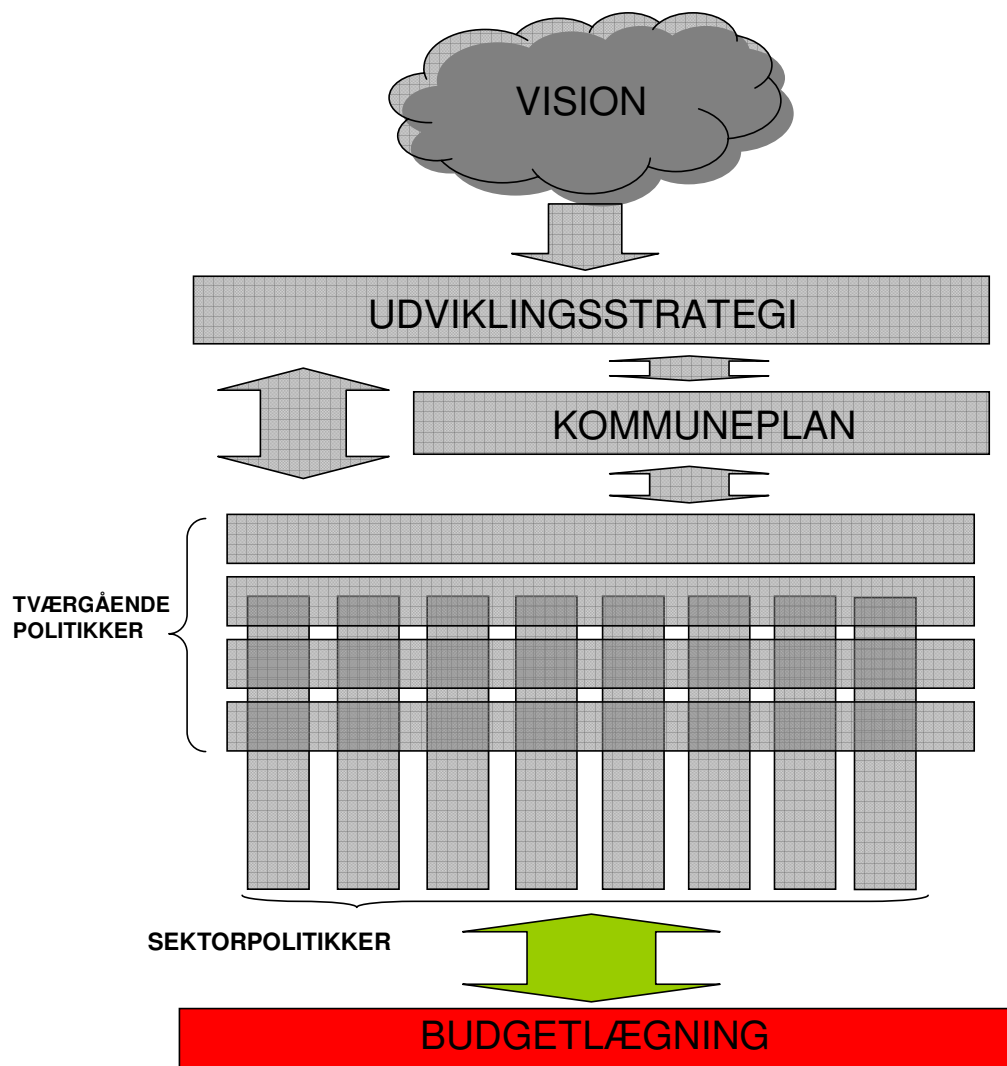 VISION
UDVIKLINGSSTRATEGI
KOMMUNEPLAN
TVÆRGÅENDE
POLITIKKER
SEKTORPOLITIKKER
BUDGETLÆGNING